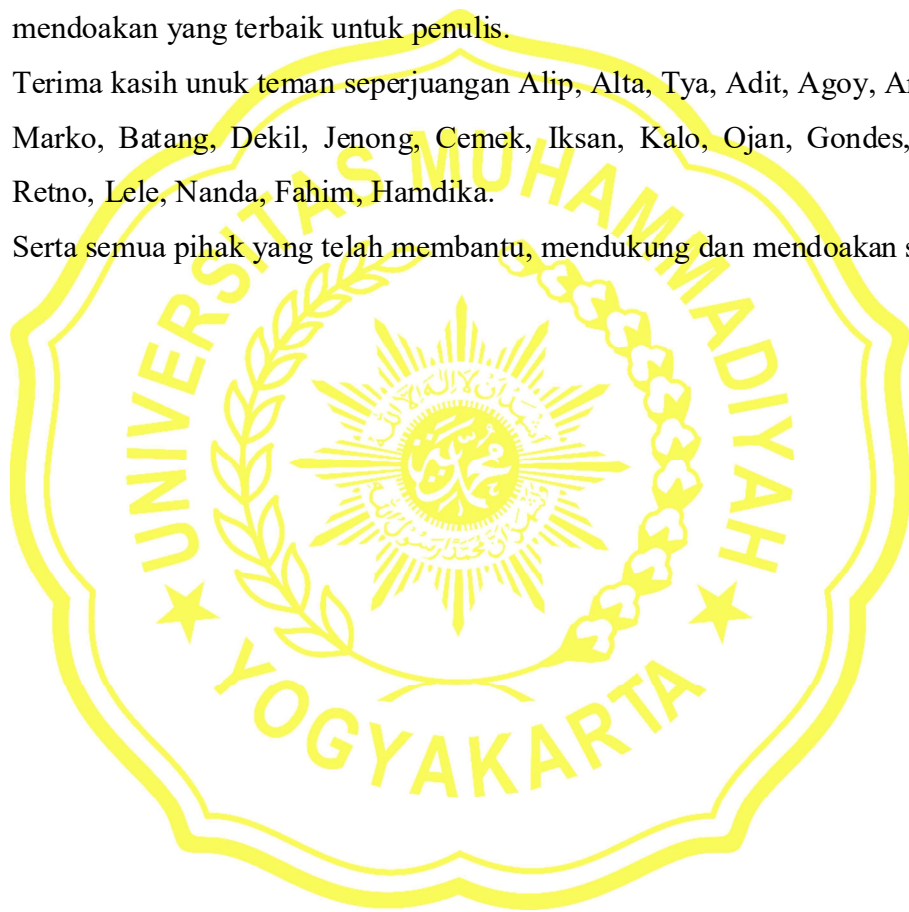 mendoakan yang terbaik untuk penulis.
Terima kasih unuk teman seperjuangan Alip, Alta, Tya, Adit, Agoy,
Marko, Batang, Dekil, Jenong, Cemek, Iksan, Kalo, Ojan, Gondes,
Retno, Lele, Nanda, Fahim, Hamdika.
Serta semua pihak yang telah membantu, mendukung dan mendoakan
UNIVERSITAS MUHAMMADIYAH
YOGYAKARTA